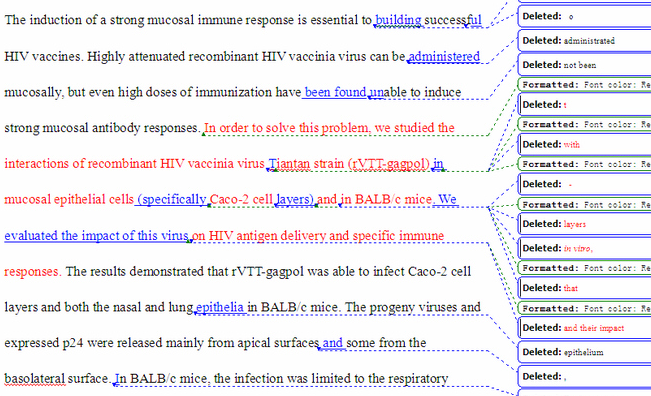 The induction of a strong mucosal immune response is essential to building successful
HIV vaccines. Highly attenuated recombinant HIV vaccinia virus can be administered
mucosally, but even high doses of immunization have been found unable to induce
strong mucosal antibody responses. In order to solve this problem, we studied the
interactions of recombinant HIV vaccinia virus Tiantan strain (rVTT-gagpol) in
mucosal epithelial cells (specifically Caco-2 cell layers) and in BALB/c mice. We
evaluated the impact of this virus on HIV antigen delivery and specific immune
responses. The results demonstrated that rVTT-gagpol was able to infect Caco-2 cell
layers and both the nasal and lung epithelia in BALB/c mice. The progeny viruses and
expressed p24 were released mainly from apical surfaces and some from the
basolateral surface. In BALB/c mice, the infection was limited to the respiratory
Deleted: o
Deleted: administrated
Deleted: not been
Formatted: Font color: Re
Deleted: t
Formatted: Font color: Re
Deleted: with
Formatted: Font color: Re
Deleted: -
Formatted: Font color: Re
Deleted: layers
Deleted: in vitro,
Formatted: Font color: Re
Deleted: that
Formatted: Font color: Re
Deleted: and their impact
Deleted: epithelium
Deleted: ,